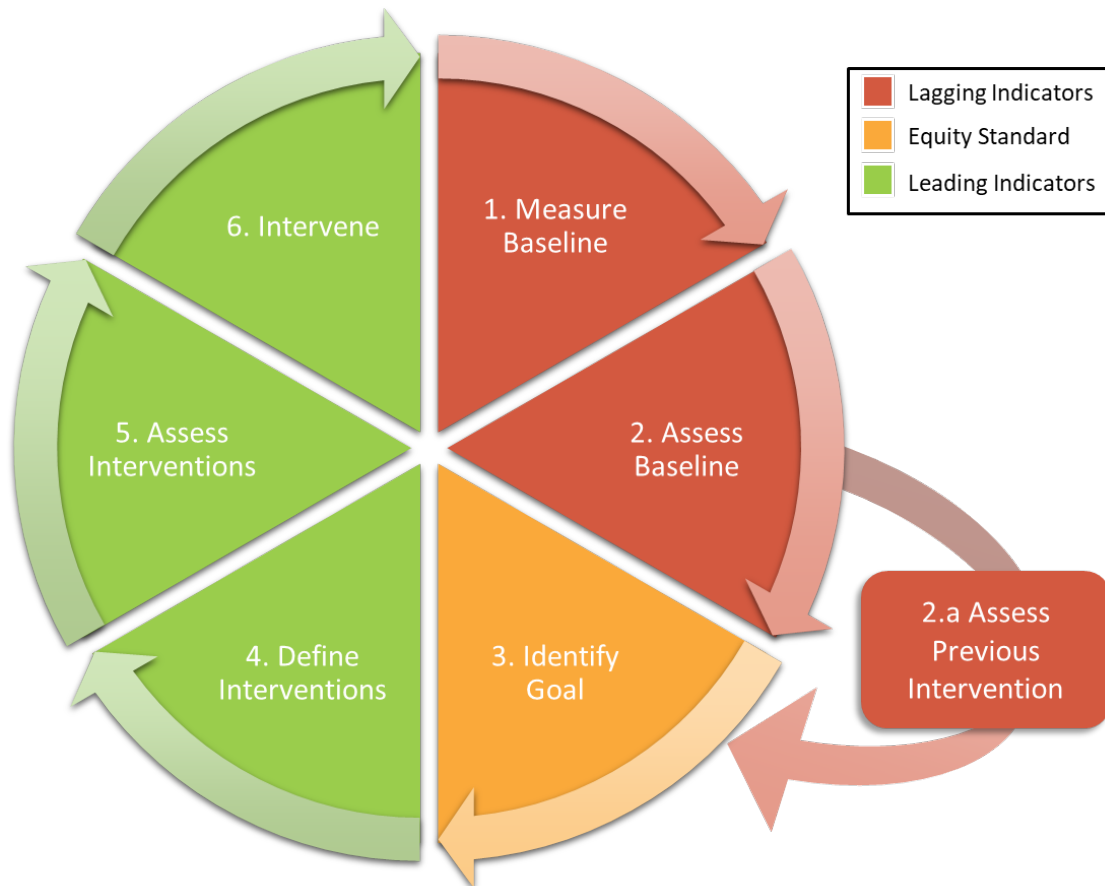 Lagging Indicators
Equity Standard
Leading Indicators
1. Measure
Baseline
2. Assess
Baseline
2.a Assess
Previous
Intervention
3. Identify
Goal
4. Define
Interventions
5. Assess
Interventions
6. Intervene